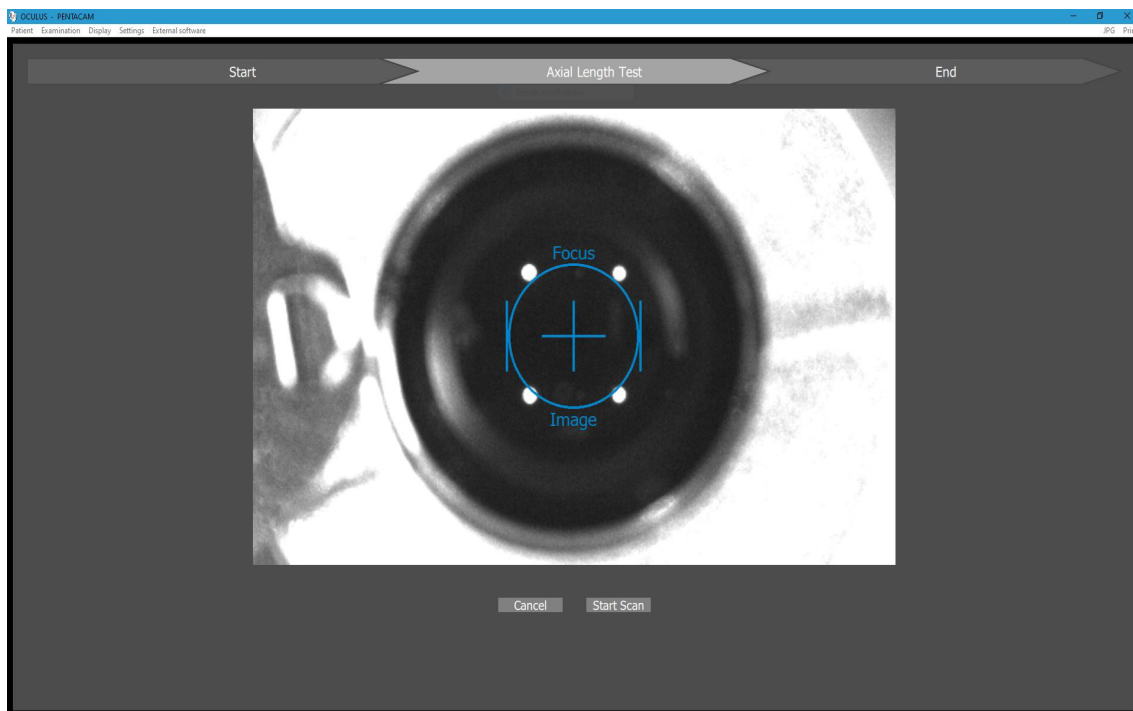 OCULUS - PENTACAM
Patient Examination Display Settings External software JPG Prin
Start Axial Length Test End
Focus
Image
Cancel Start Scan